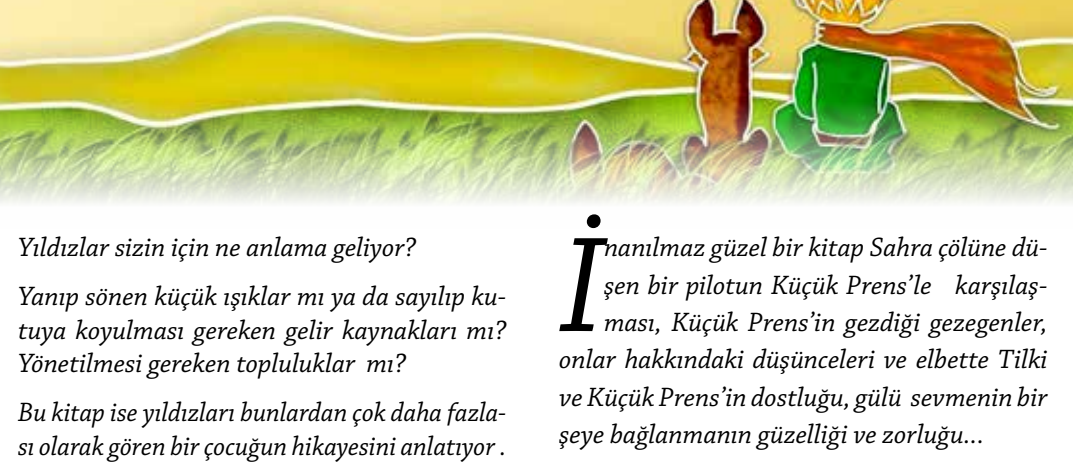 Yıldızlar sizin için ne anlama geliyor?
Yanıp sönen küçük ışıklar mı ya da sayılıp ku-
tuya koyulması gereken gelir kaynakları mı?
Yönetilmesi gereken topluluklar mı?
Bu kitap ise yıldızları bunlardan çok daha fazla-
sı olarak gören bir çocuğun hikayesini anlatıyor .
İnanılmaz güzel bir kitap Sahra çölüne dü-
şen bir pilotun Küçük Prens’le karşılaş-
ması, Küçük Prens’in gezdiği gezegenler,
onlar hakkındaki düşünceleri ve elbette Tilki
ve Küçük Prens’in dostluğu, gülü sevmenin bir
şeye bağlanmanın güzelliği ve zorluğu...